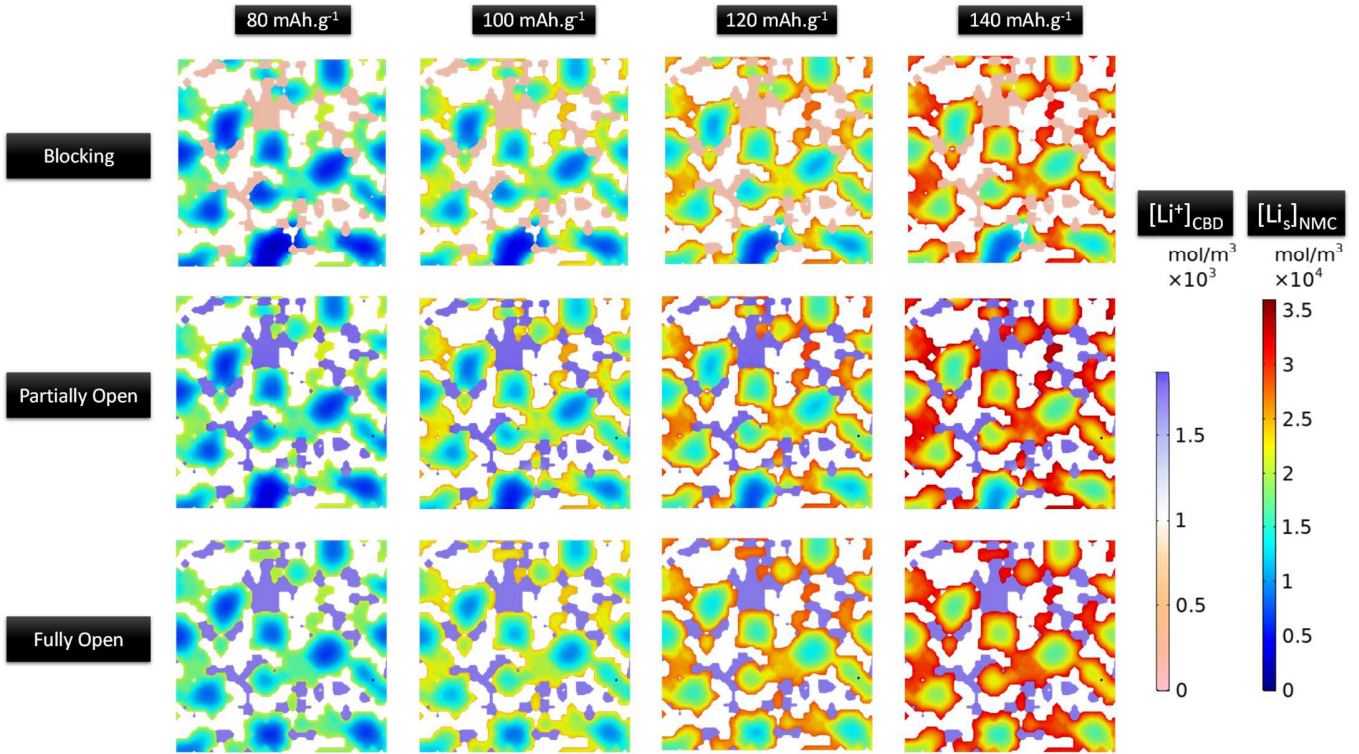 80 mAh.g⁻¹ 100 mAh.g⁻¹ 120 mAh.g⁻¹ 140 mAh.g⁻¹
Blocking
Partially Open
Fully Open
[Li⁺]CBD [Liₛ]NMC
mol/m³ mol/m³
×10³ ×10⁴
1.5
1
0.5
0
3.5
3
2.5
2
1.5
1
0.5
0